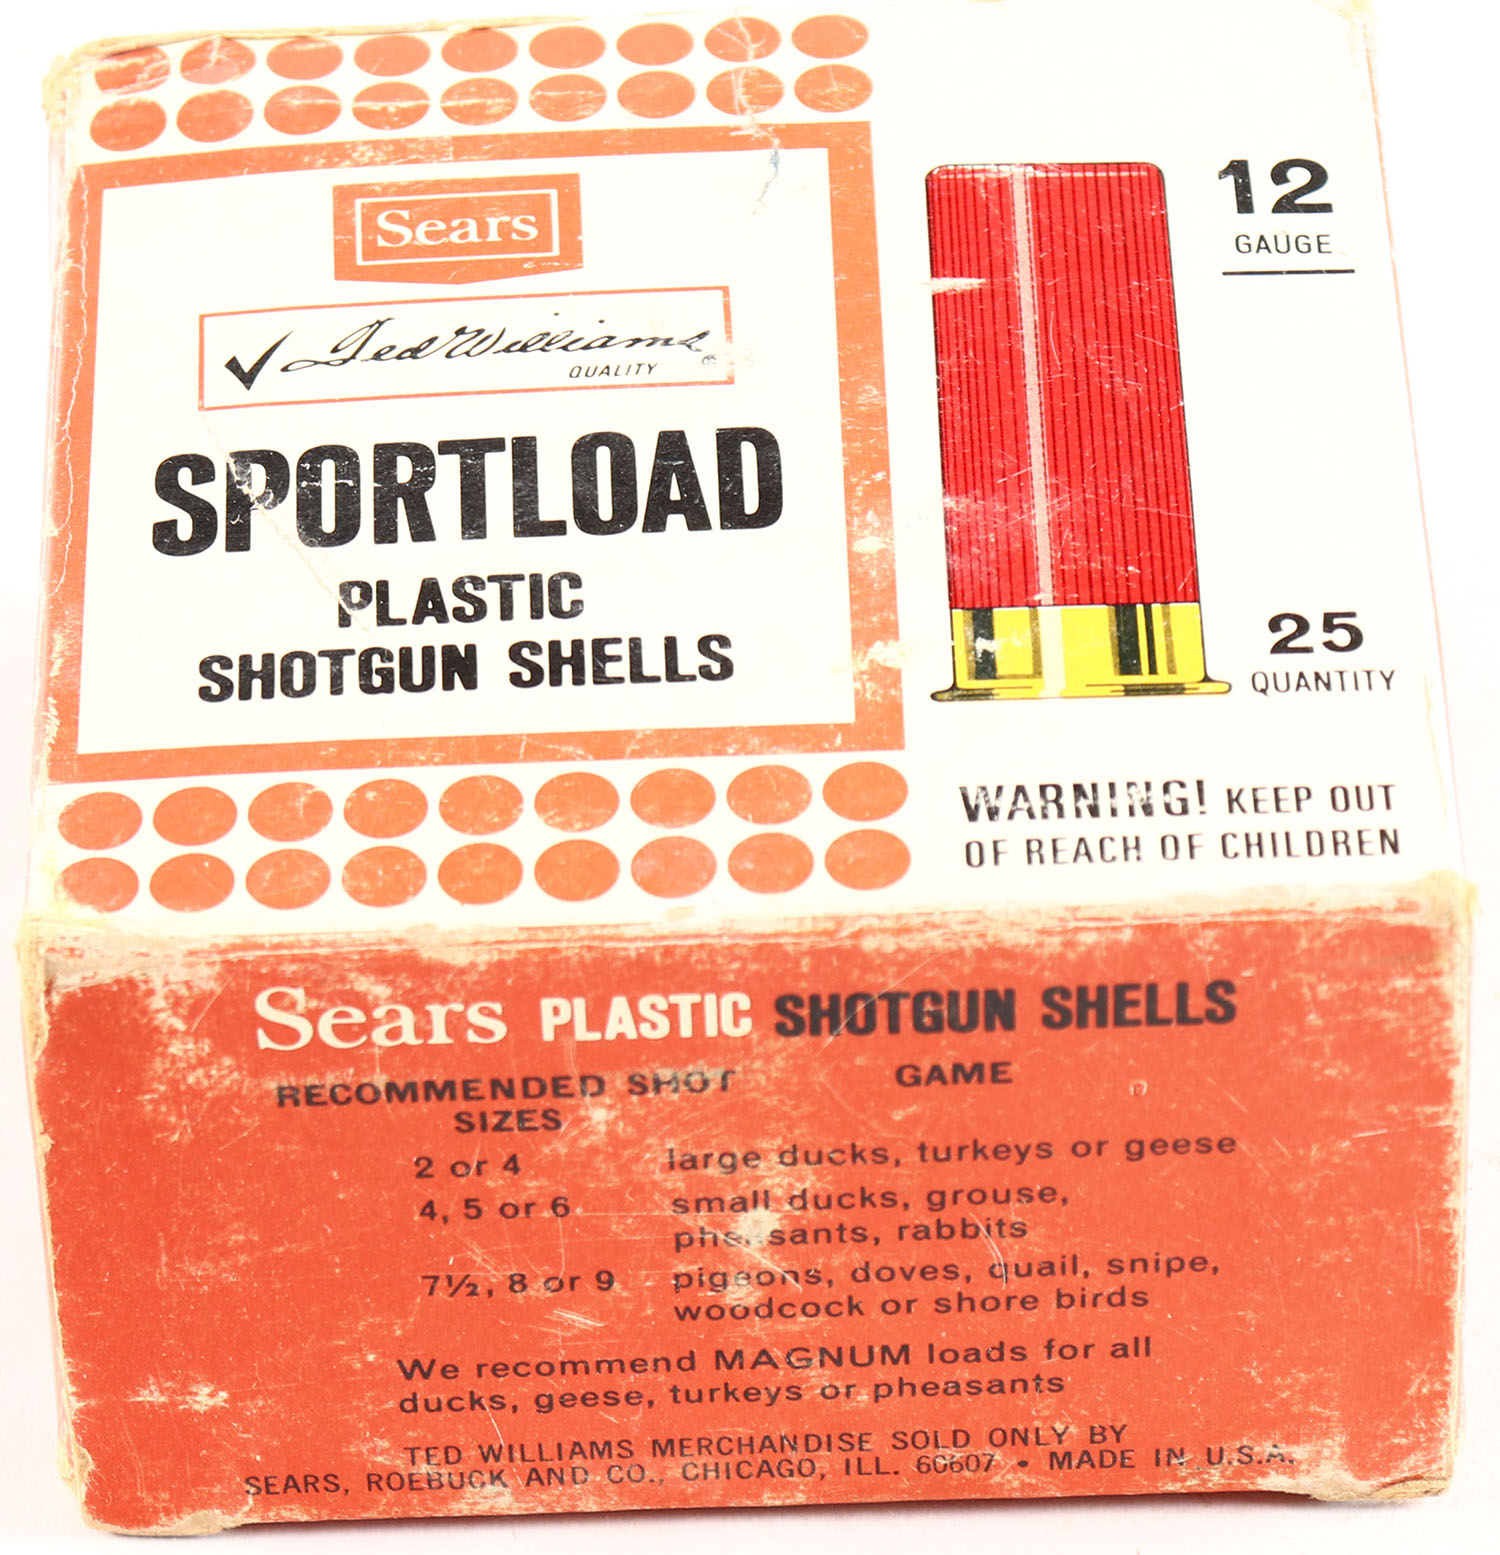 Sears
✓ Ted Williams
QUALITY
SPORTLOAD
PLASTIC
SHOTGUN SHELLS
12
GAUGE
25
QUANTITY
WARNING! KEEP OUT
OF REACH OF CHILDREN
Sears PLASTIC SHOTGUN SHELLS
RECOMMENDED SHOT SIZES
GAME
2 or 4 large ducks, turkeys or geese
4, 5 or 6 small ducks, grouse,
pheasants, rabbits
7½, 8 or 9 pigeons, doves, quail, snipe,
woodcock or shore birds
We recommend MAGNUM loads for all
ducks, geese, turkeys or pheasants
TED WILLIAMS MERCHANDISE SOLD ONLY BY
SEARS, ROEBUCK AND CO., CHICAGO, ILL. 60607 • MADE IN U.S.A.